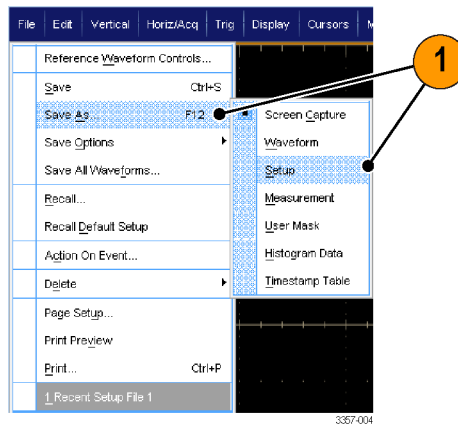 File Edit Vertical Horiz/Acq Trig Display Cursors
Reference Waveform Controls...
Save Ctrl+S
Save As... F12
Save Options
Save All Waveforms...
Recall...
Recall Default Setup
Action On Event...
Delete
Page Setup...
Print Preview
Print... Ctrl+P
1 Recent Setup File 1
Screen Capture
Waveform
Setup
Measurement
User Mask
Histogram Data
Timestamp Table
1
3357-004